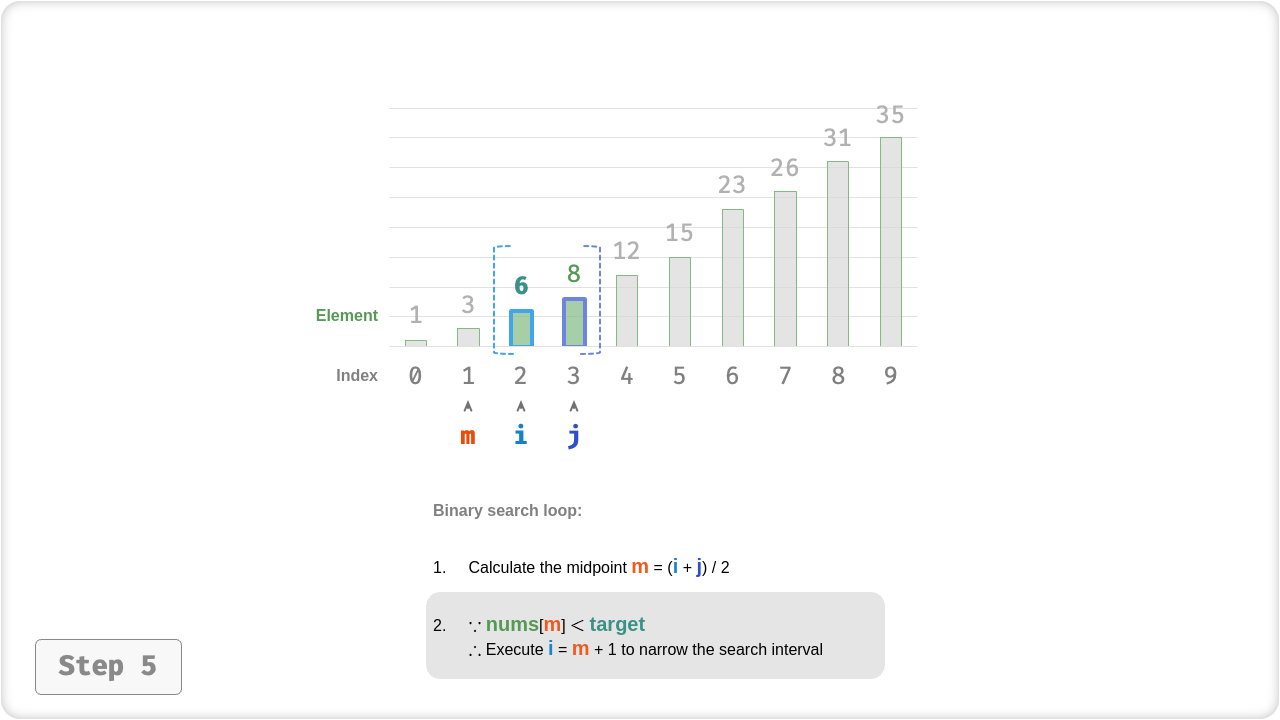 35
31
26
23
15
12
8
6
3
Element 1
Index 0 1 2 3 4 5 6 7 8 9
m i j
Binary search loop:
1. Calculate the midpoint m = (i + j) / 2
2. ∵ nums[m] < target
∴ Execute i = m + 1 to narrow the search interval
Step 5